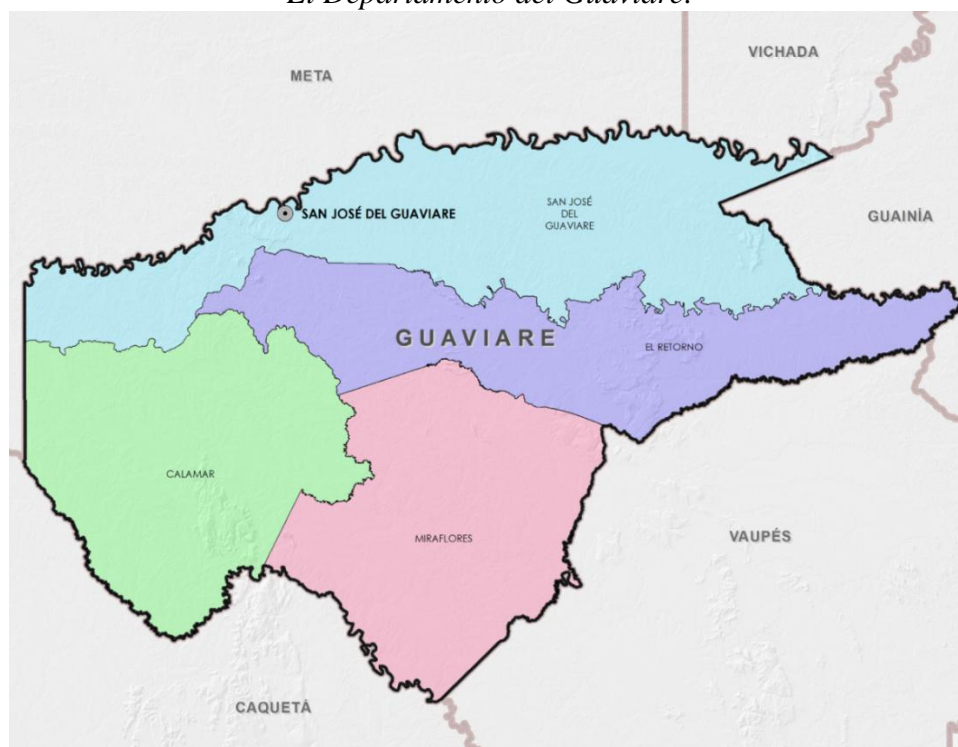 El Departamento del Guaviare.
VICHADA
META
SAN JOSÉ
DEL
GUAVIARE
SAN JOSÉ DEL GUAVIARE
GUAINÍA
GUAVIARE
EL RETORNO
CALAMAR
MIRAFLORES
VAUPÉS
CAQUETÁ